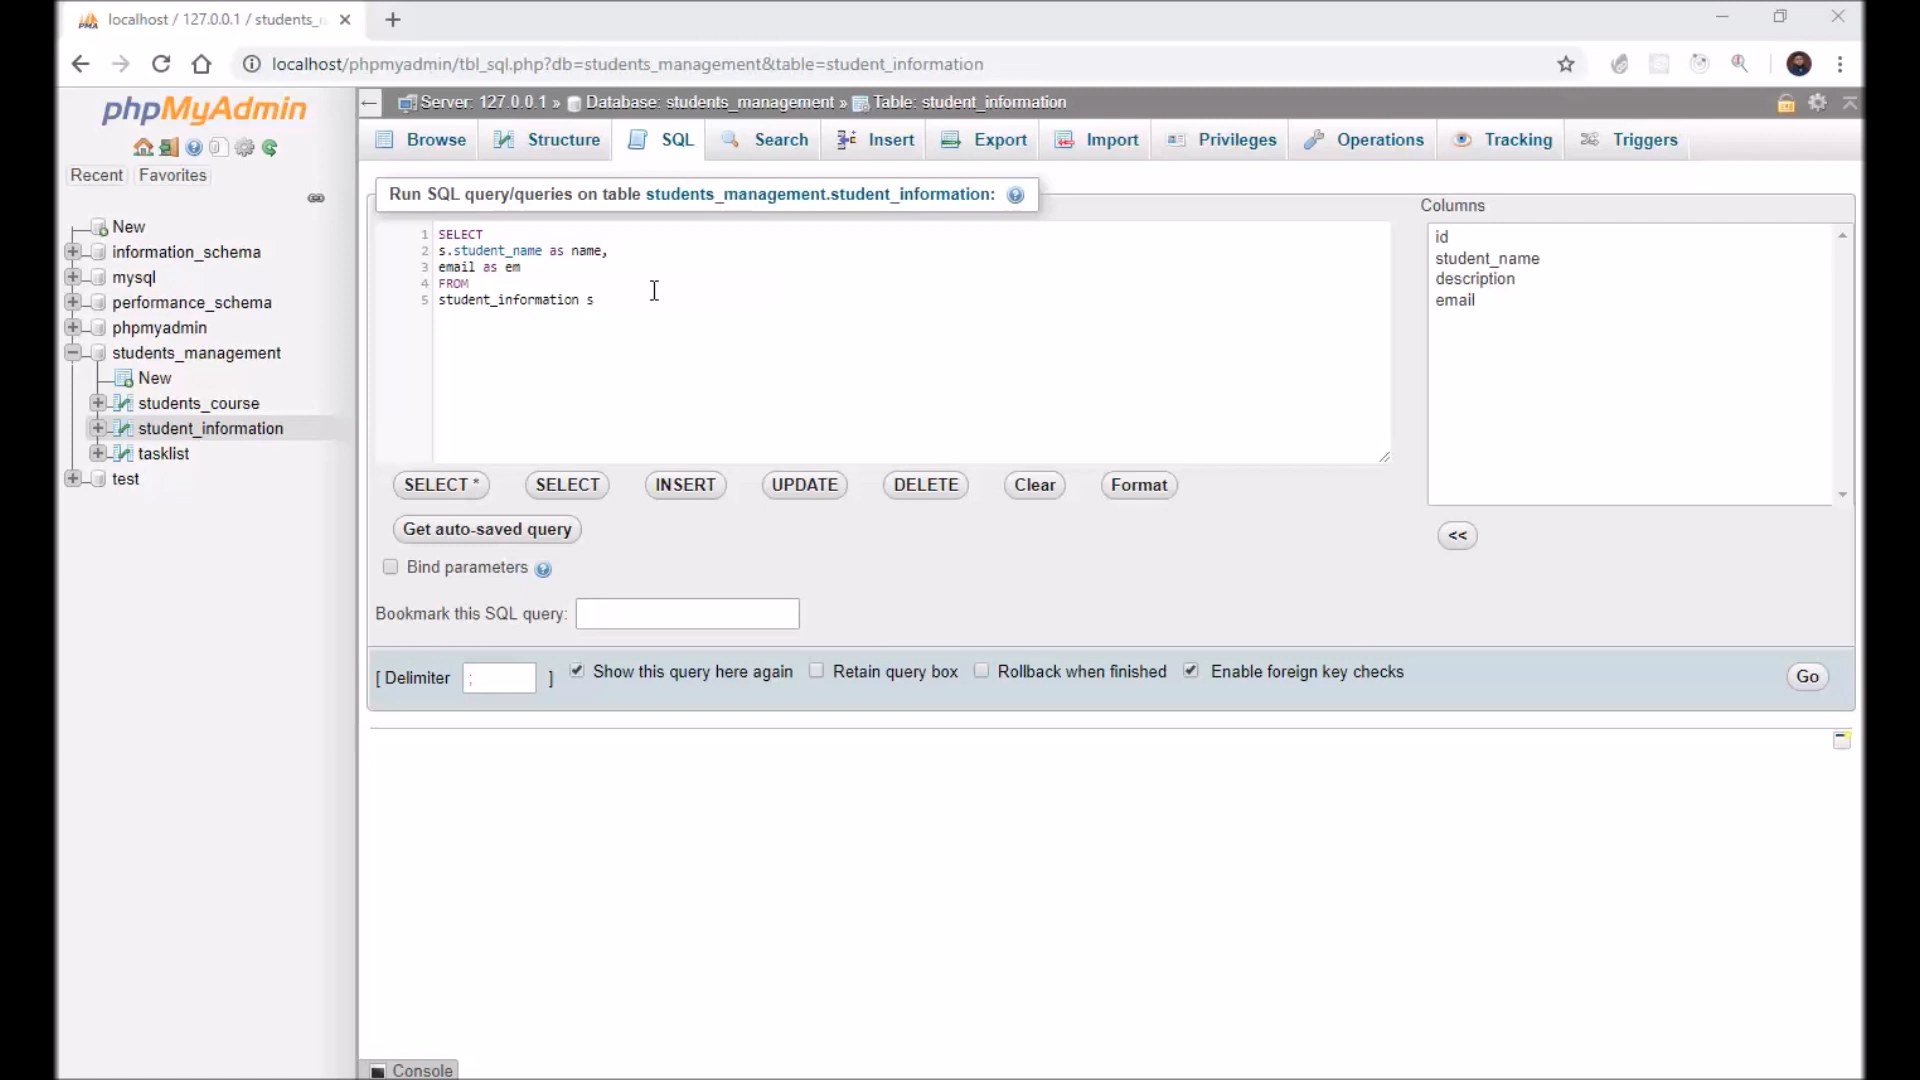 localhost / 127.0.0.1 / students_
localhost/phpmyadmin/tbl_sql.php?db=students_management&table=student_information
phpMyAdmin
Recent Favorites
New
information_schema
mysql
performance_schema
phpmyadmin
students_management
New
students_course
student_information
tasklist
test
Server: 127.0.0.1 » Database: students_management » Table: student_information
Browse Structure SQL Search Insert Export Import Privileges Operations Tracking Triggers
Run SQL query/queries on table students_management.student_information:
1 SELECT
2 s.student_name as name,
3 email as em
4 FROM
5 student_information s
Columns
id
student_name
description
email
SELECT * SELECT INSERT UPDATE DELETE Clear Format
Get auto-saved query
<<
Bind parameters
Bookmark this SQL query:
[ Delimiter ; ] Show this query here again Retain query box Rollback when finished Enable foreign key checks Go
Console